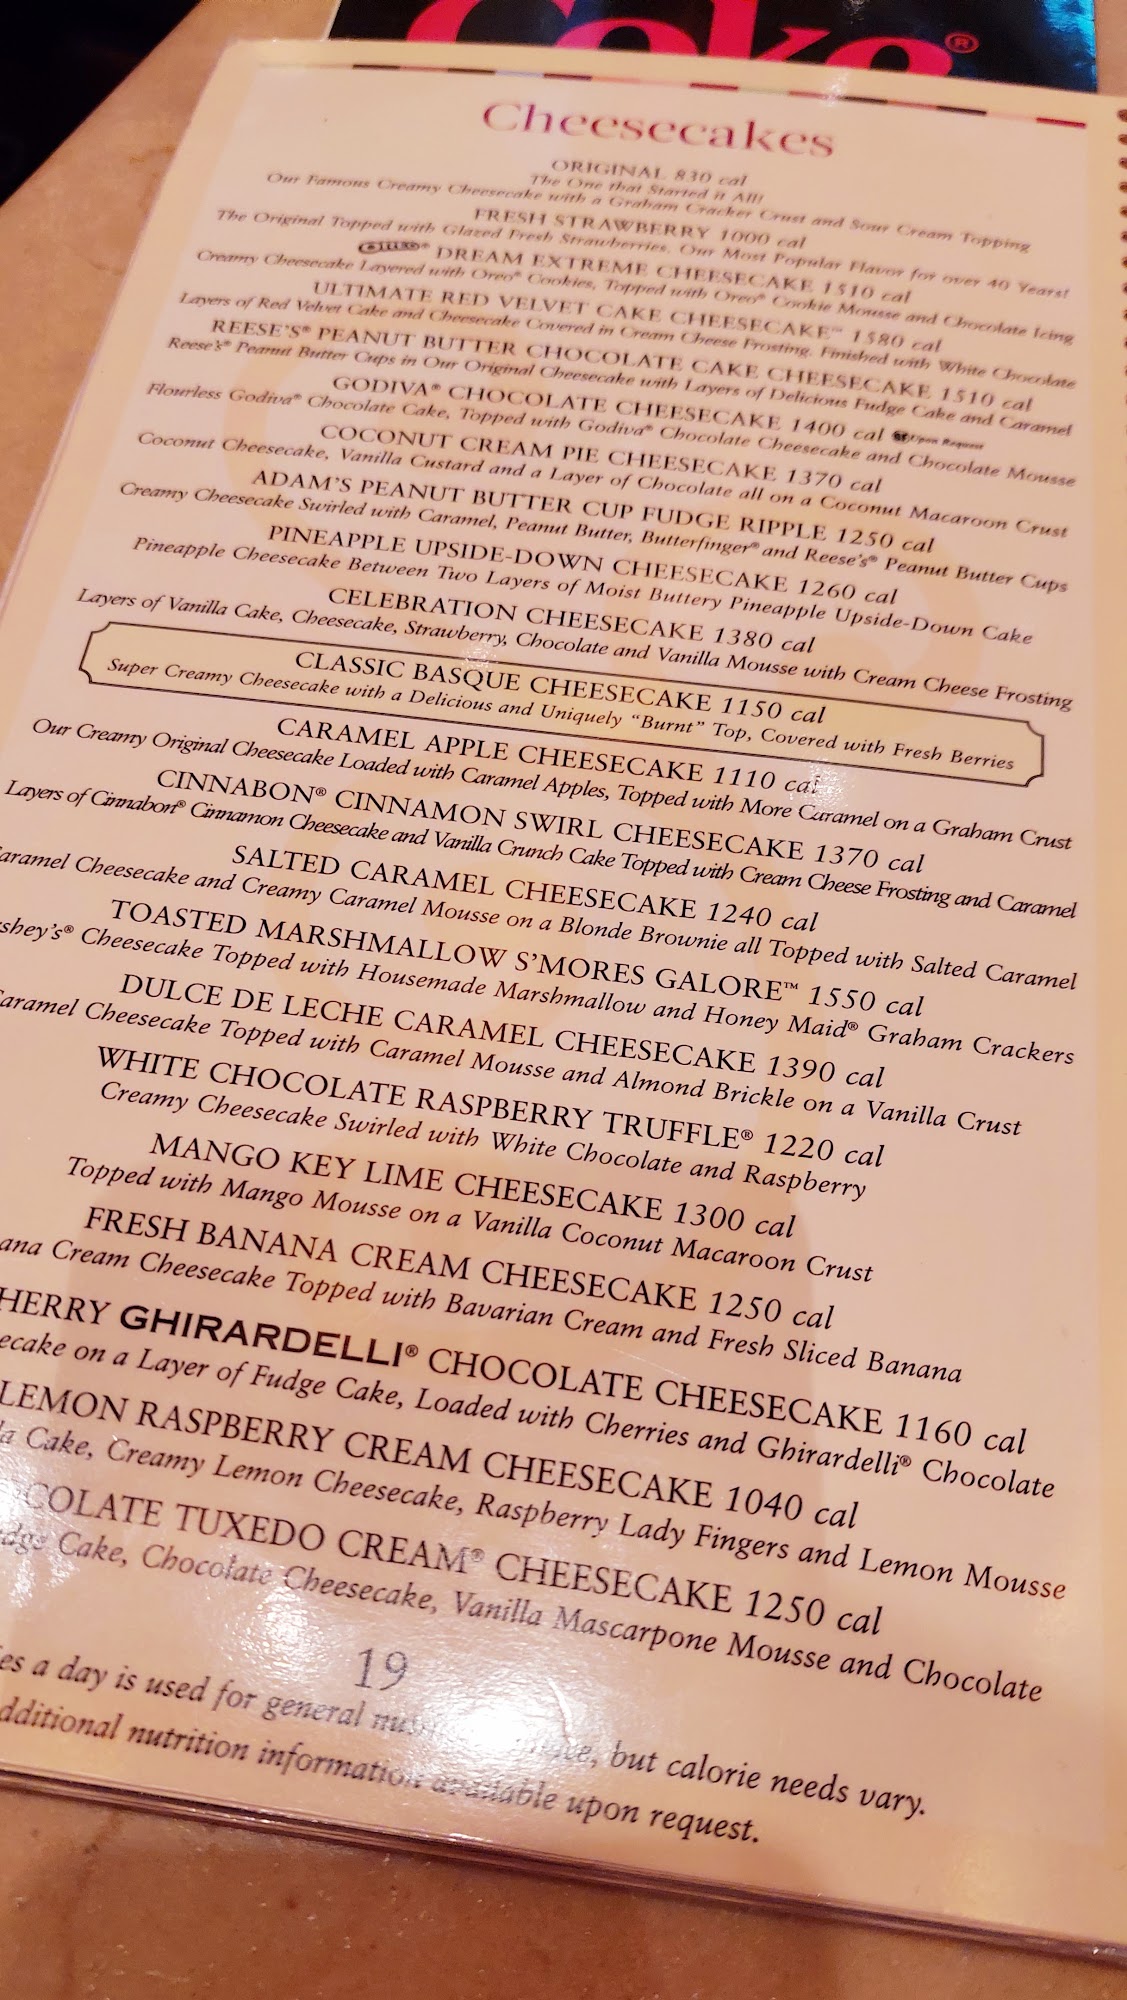 Coke®
Cheesecakes
ORIGINAL 830 cal
The One that Started it All!
Our Famous Creamy Cheesecake with a Graham Cracker Crust and Sour Cream Topping
FRESH STRAWBERRY 1000 cal
The Original Topped with Glazed Fresh Strawberries. Our Most Popular Flavor for over 40 Years!
OREO® DREAM EXTREME CHEESECAKE 1510 cal
Creamy Cheesecake Layered with Oreo® Cookies, Topped with Oreo® Cookie Mousse and Chocolate Icing
ULTIMATE RED VELVET CAKE CHEESECAKE™ 1580 cal
Layers of Red Velvet Cake and Cheesecake Covered in Cream Cheese Frosting. Finished with White Chocolate
REESE'S® PEANUT BUTTER CHOCOLATE CAKE CHEESECAKE 1510 cal
Reese's® Peanut Butter Cups in Our Original Cheesecake with Layers of Delicious Fudge Cake and Caramel
GODIVA® CHOCOLATE CHEESECAKE 1400 cal Upon Request
Flourless Godiva® Chocolate Cake, Topped with Godiva® Chocolate Cheesecake and Chocolate Mousse
COCONUT CREAM PIE CHEESECAKE 1370 cal
Coconut Cheesecake, Vanilla Custard and a Layer of Chocolate all on a Coconut Macaroon Crust
ADAM'S PEANUT BUTTER CUP FUDGE RIPPLE 1250 cal
Creamy Cheesecake Swirled with Caramel, Peanut Butter, Butterfinger® and Reese's® Peanut Butter Cups
PINEAPPLE UPSIDE-DOWN CHEESECAKE 1260 cal
Pineapple Cheesecake Between Two Layers of Moist Buttery Pineapple Upside-Down Cake
CELEBRATION CHEESECAKE 1380 cal
Layers of Vanilla Cake, Cheesecake, Strawberry, Chocolate and Vanilla Mousse with Cream Cheese Frosting
CLASSIC BASQUE CHEESECAKE 1150 cal
Super Creamy Cheesecake with a Delicious and Uniquely "Burnt" Top, Covered with Fresh Berries
CARAMEL APPLE CHEESECAKE 1110 cal
Our Creamy Original Cheesecake Loaded with Caramel Apples, Topped with More Caramel on a Graham Crust
CINNABON® CINNAMON SWIRL CHEESECAKE 1370 cal
Layers of Cinnabon® Cinnamon Cheesecake and Vanilla Crunch Cake Topped with Cream Cheese Frosting and Caramel
SALTED CARAMEL CHEESECAKE 1240 cal
aramel Cheesecake and Creamy Caramel Mousse on a Blonde Brownie all Topped with Salted Caramel
TOASTED MARSHMALLOW S'MORES GALORE™ 1550 cal
shey's® Cheesecake Topped with Housemade Marshmallow and Honey Maid® Graham Crackers
DULCE DE LECHE CARAMEL CHEESECAKE 1390 cal
Caramel Cheesecake Topped with Caramel Mousse and Almond Brickle on a Vanilla Crust
WHITE CHOCOLATE RASPBERRY TRUFFLE® 1220 cal
Creamy Cheesecake Swirled with White Chocolate and Raspberry
MANGO KEY LIME CHEESECAKE 1300 cal
Topped with Mango Mousse on a Vanilla Coconut Macaroon Crust
FRESH BANANA CREAM CHEESECAKE 1250 cal
ana Cream Cheesecake Topped with Bavarian Cream and Fresh Sliced Banana
HERRY GHIRARDELLI® CHOCOLATE CHEESECAKE 1160 cal
ecake on a Layer of Fudge Cake, Loaded with Cherries and Ghirardelli® Chocolate
LEMON RASPBERRY CREAM CHEESECAKE 1040 cal
la Cake, Creamy Lemon Cheesecake, Raspberry Lady Fingers and Lemon Mousse
COLATE TUXEDO CREAM® CHEESECAKE 1250 cal
dge Cake, Chocolate Cheesecake, Vanilla Mascarpone Mousse and Chocolate
19
es a day is used for general , but calorie needs vary.
dditional nutrition information available upon request.